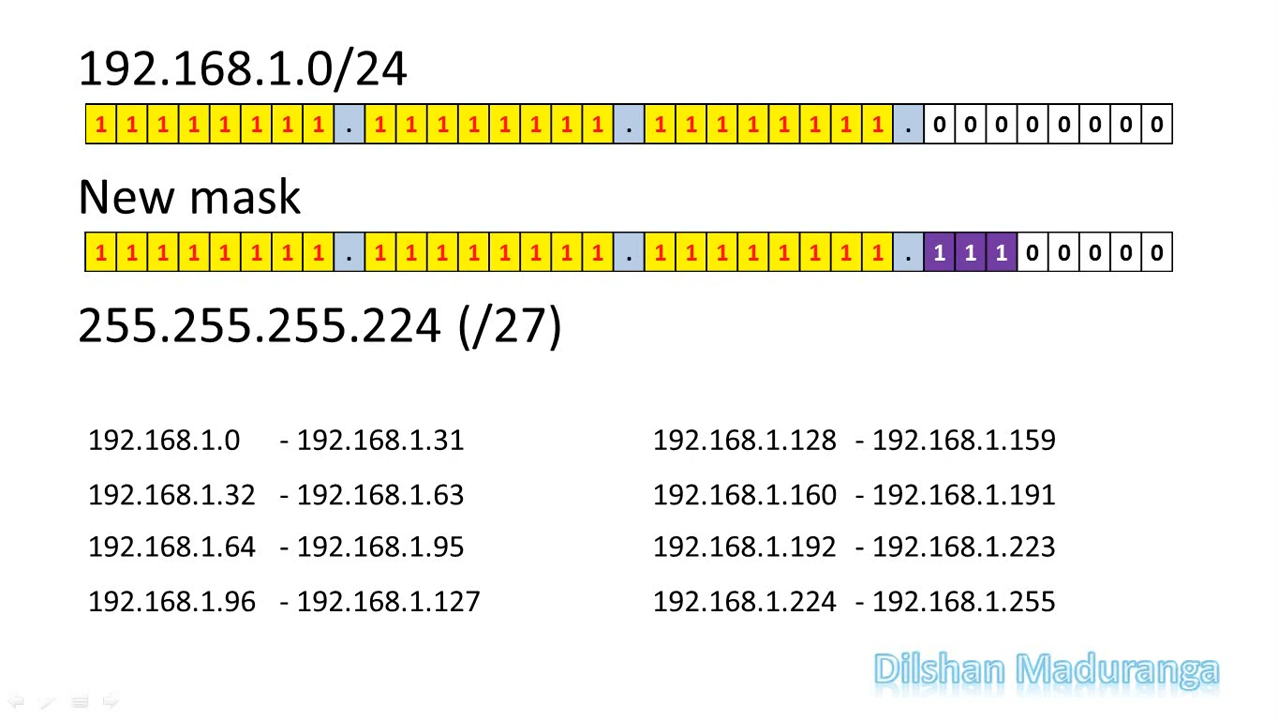 192.168.1.0/24
1 1 1 1 1 1 1 1 . 1 1 1 1 1 1 1 1 . 1 1 1 1 1 1 1 1 . 0 0 0 0 0 0 0 0
New mask
1 1 1 1 1 1 1 1 . 1 1 1 1 1 1 1 1 . 1 1 1 1 1 1 1 1 . 1 1 1 0 0 0 0 0
255.255.255.224 (/27)
192.168.1.0 - 192.168.1.31
192.168.1.32 - 192.168.1.63
192.168.1.64 - 192.168.1.95
192.168.1.96 - 192.168.1.127
192.168.1.128 - 192.168.1.159
192.168.1.160 - 192.168.1.191
192.168.1.192 - 192.168.1.223
192.168.1.224 - 192.168.1.255
Dilshan Maduranga